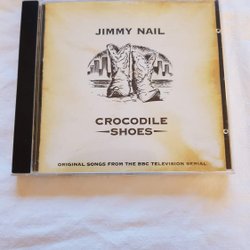 JIMMY NAIL
CROCODILE
SHOES
ORIGINAL SONGS FROM THE BBC TELEVISION SERIAL